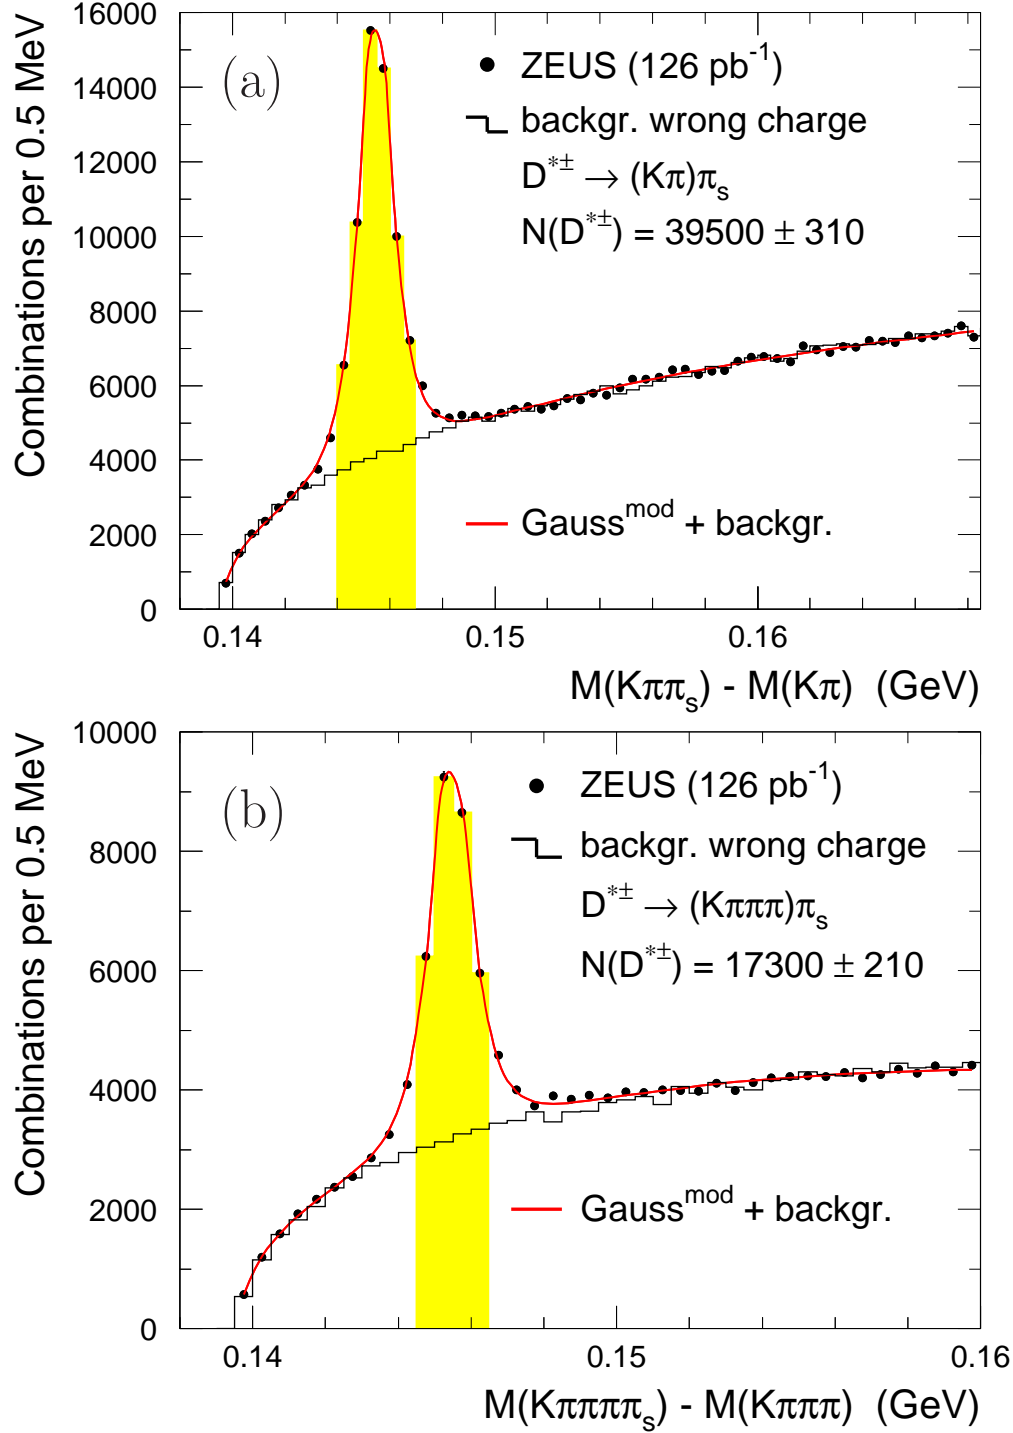 16000
14000
12000
10000
8000
6000
4000
2000
0
Combinations per 0.5 MeV
(a)
ZEUS (126 pb⁻¹)
backgr. wrong charge
D*± → (Kπ)πₛ
N(D*±) = 39500 ± 310
Gaussᵐᵒᵈ + backgr.
0.14 0.15 0.16
M(Kππₛ) - M(Kπ) (GeV)
10000
8000
6000
4000
2000
0
Combinations per 0.5 MeV
(b)
ZEUS (126 pb⁻¹)
backgr. wrong charge
D*± → (Kπππ)πₛ
N(D*±) = 17300 ± 210
Gaussᵐᵒᵈ + backgr.
0.14 0.15 0.16
M(Kππππₛ) - M(Kπππ) (GeV)